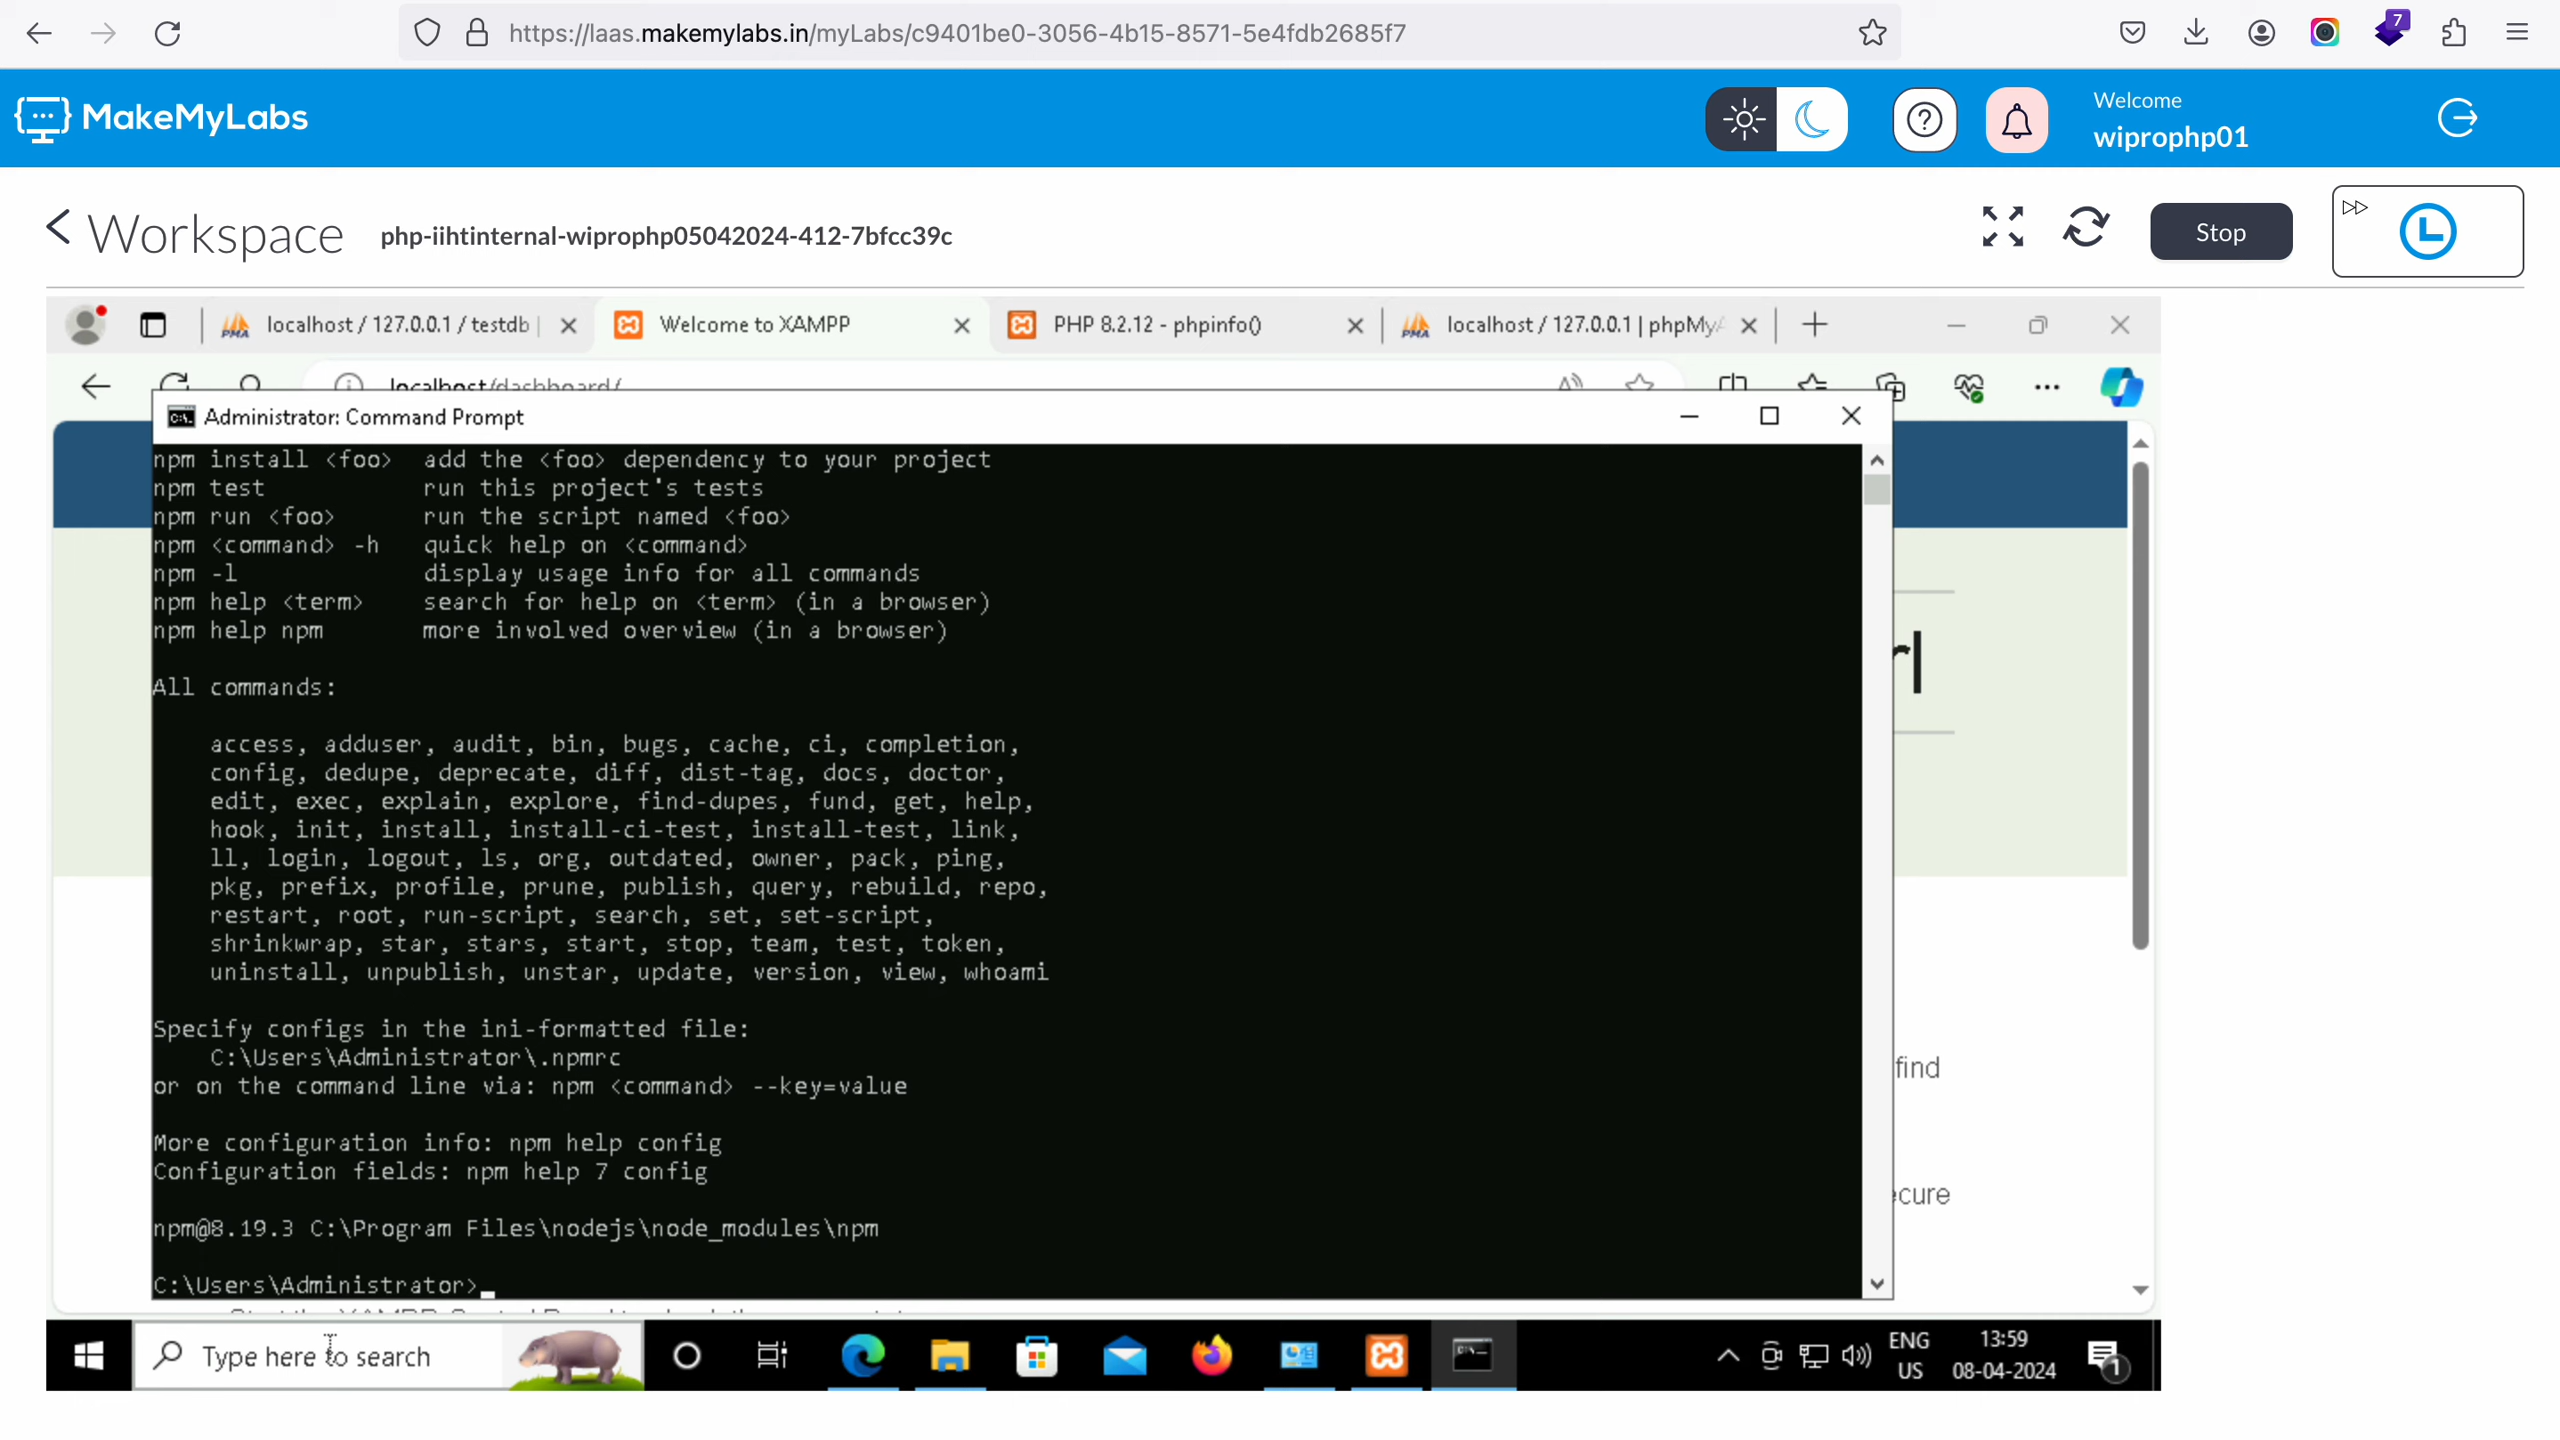 https://laas.makemylabs.in/myLabs/c9401be0-3056-4b15-8571-5e4fdb2685f7
7
MakeMyLabs
Welcome
wiprophp01
Workspace php-iihtinternal-wiprophp05042024-412-7bfcc39c
Stop
localhost / 127.0.0.1 / testdb |
Welcome to XAMPP
PHP 8.2.12 - phpinfo()
localhost / 127.0.0.1 | phpMyA
localhost/dashboard/
Administrator: Command Prompt
npm install <foo>  add the <foo> dependency to your project
npm test           run this project's tests
npm run <foo>      run the script named <foo>
npm <command> -h   quick help on <command>
npm -l             display usage info for all commands
npm help <term>    search for help on <term> (in a browser)
npm help npm       more involved overview (in a browser)
All commands:
access, adduser, audit, bin, bugs, cache, ci, completion,
config, dedupe, deprecate, diff, dist-tag, docs, doctor,
edit, exec, explain, explore, find-dupes, fund, get, help,
hook, init, install, install-ci-test, install-test, link,
ll, login, logout, ls, org, outdated, owner, pack, ping,
pkg, prefix, profile, prune, publish, query, rebuild, repo,
restart, root, run-script, search, set, set-script,
shrinkwrap, star, stars, start, stop, team, test, token,
uninstall, unpublish, unstar, update, version, view, whoami
Specify configs in the ini-formatted file:
C:\Users\Administrator\.npmrc
or on the command line via: npm <command> --key=value
More configuration info: npm help config
Configuration fields: npm help 7 config
npm@8.19.3 C:\Program Files\nodejs\node_modules\npm
C:\Users\Administrator>
find
cure
Type here to search
ENG
US
13:59
08-04-2024
1